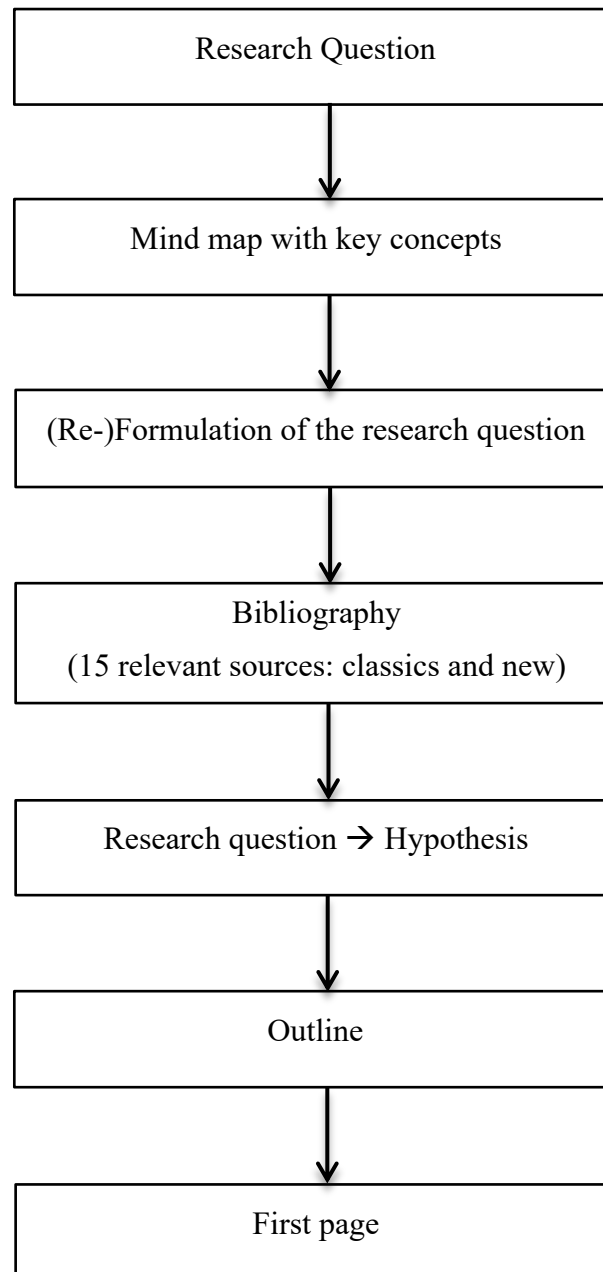 Research Question
Mind map with key concepts
(Re-)Formulation of the research question
Bibliography
(15 relevant sources: classics and new)
Research question → Hypothesis
Outline
First page